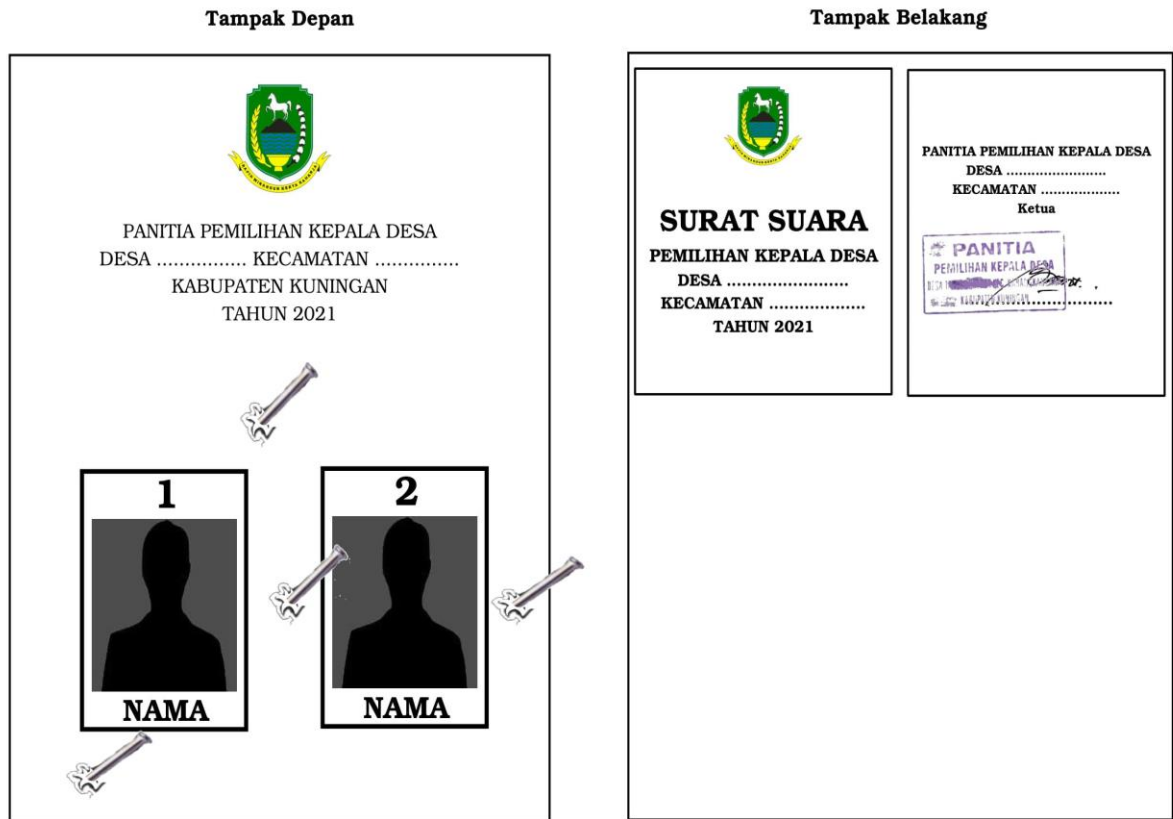 Tampak Depan
PANITIA PEMILIHAN KEPALA DESA
DESA ................ KECAMATAN ...............
KABUPATEN KUNINGAN
TAHUN 2021
1
NAMA
2
NAMA
Tampak Belakang
SURAT SUARA
PEMILIHAN KEPALA DESA
DESA ........................
KECAMATAN ...................
TAHUN 2021
PANITIA PEMILIHAN KEPALA DESA
DESA ........................
KECAMATAN ...................
Ketua
PANITIA
PEMILIHAN KEPALA DESA
DESA
KABUPATEN KUNINGAN